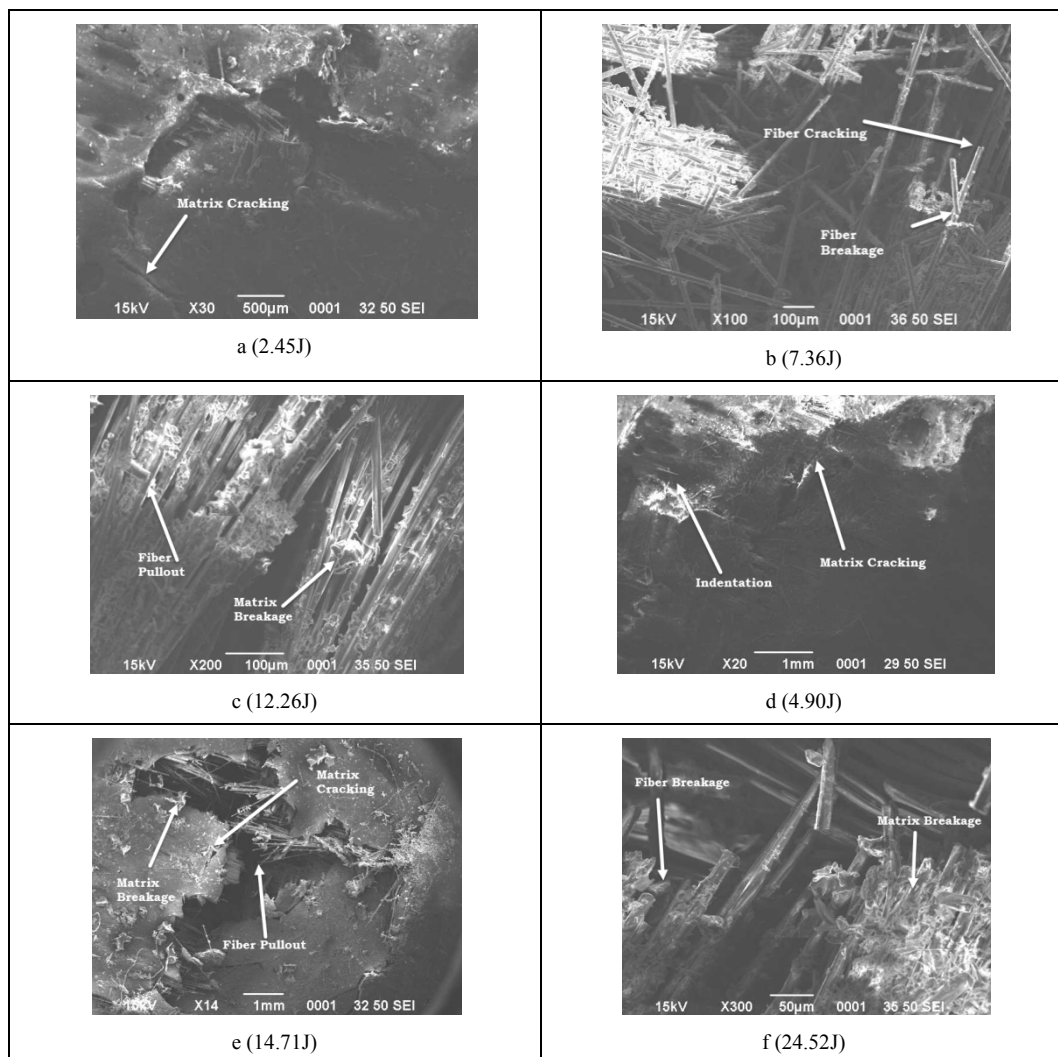 Matrix Cracking
15kV X30 500µm 0001 32 50 SEI
a (2.45J)
Fiber Cracking
Fiber
Breakage
15kV X100 100µm 0001 36 50 SEI
b (7.36J)
Fiber
Pullout
Matrix
Breakage
15kV X200 100µm 0001 35 50 SEI
c (12.26J)
Indentation
Matrix Cracking
15kV X20 1mm 0001 29 50 SEI
d (4.90J)
Matrix
Cracking
Matrix
Breakage
Fiber Pullout
15kV X14 1mm 0001 32 50 SEI
e (14.71J)
Fiber Breakage
Matrix Breakage
15kV X300 50µm 0001 35 50 SEI
f (24.52J)